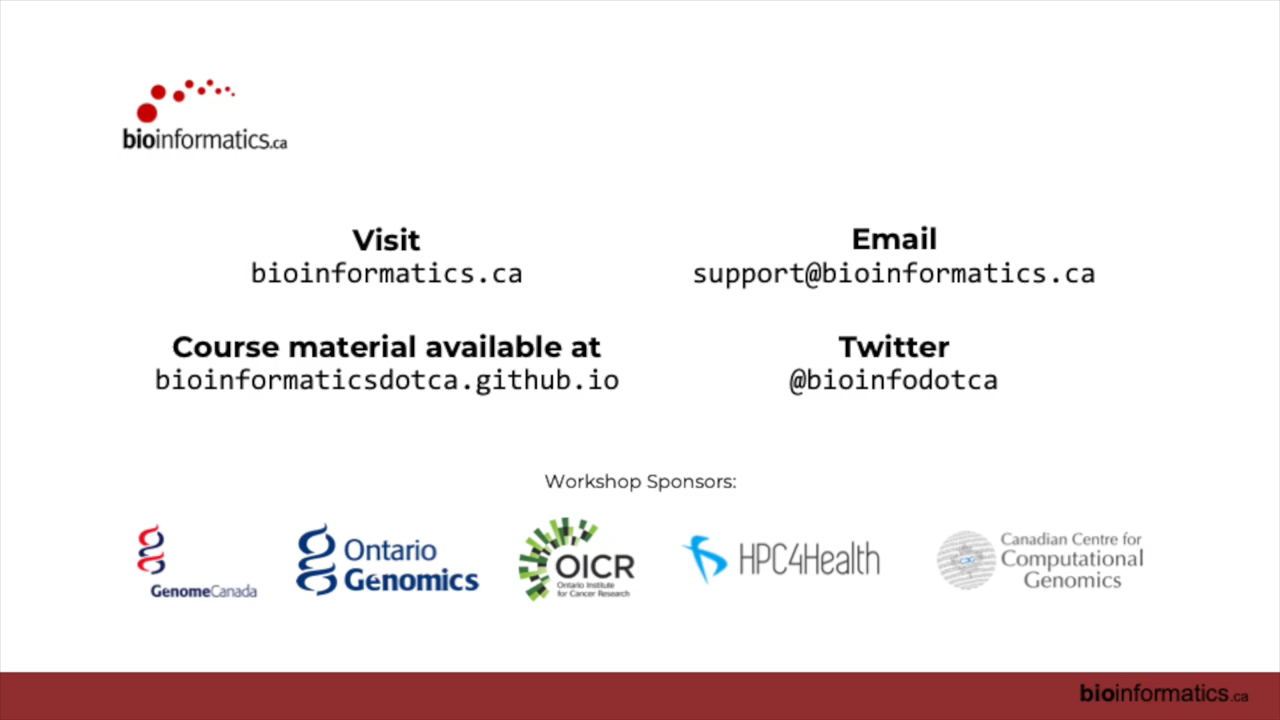 bioinformatics.ca
Visit
bioinformatics.ca
Email
support@bioinformatics.ca
Course material available at
bioinformaticsdotca.github.io
Twitter
@bioinfodotca
Workshop Sponsors:
GenomeCanada
Ontario
Genomics
OICR
Ontario Institute
for Cancer Research
HPC4Health
Canadian Centre for
Computational
Genomics
bioinformatics.ca